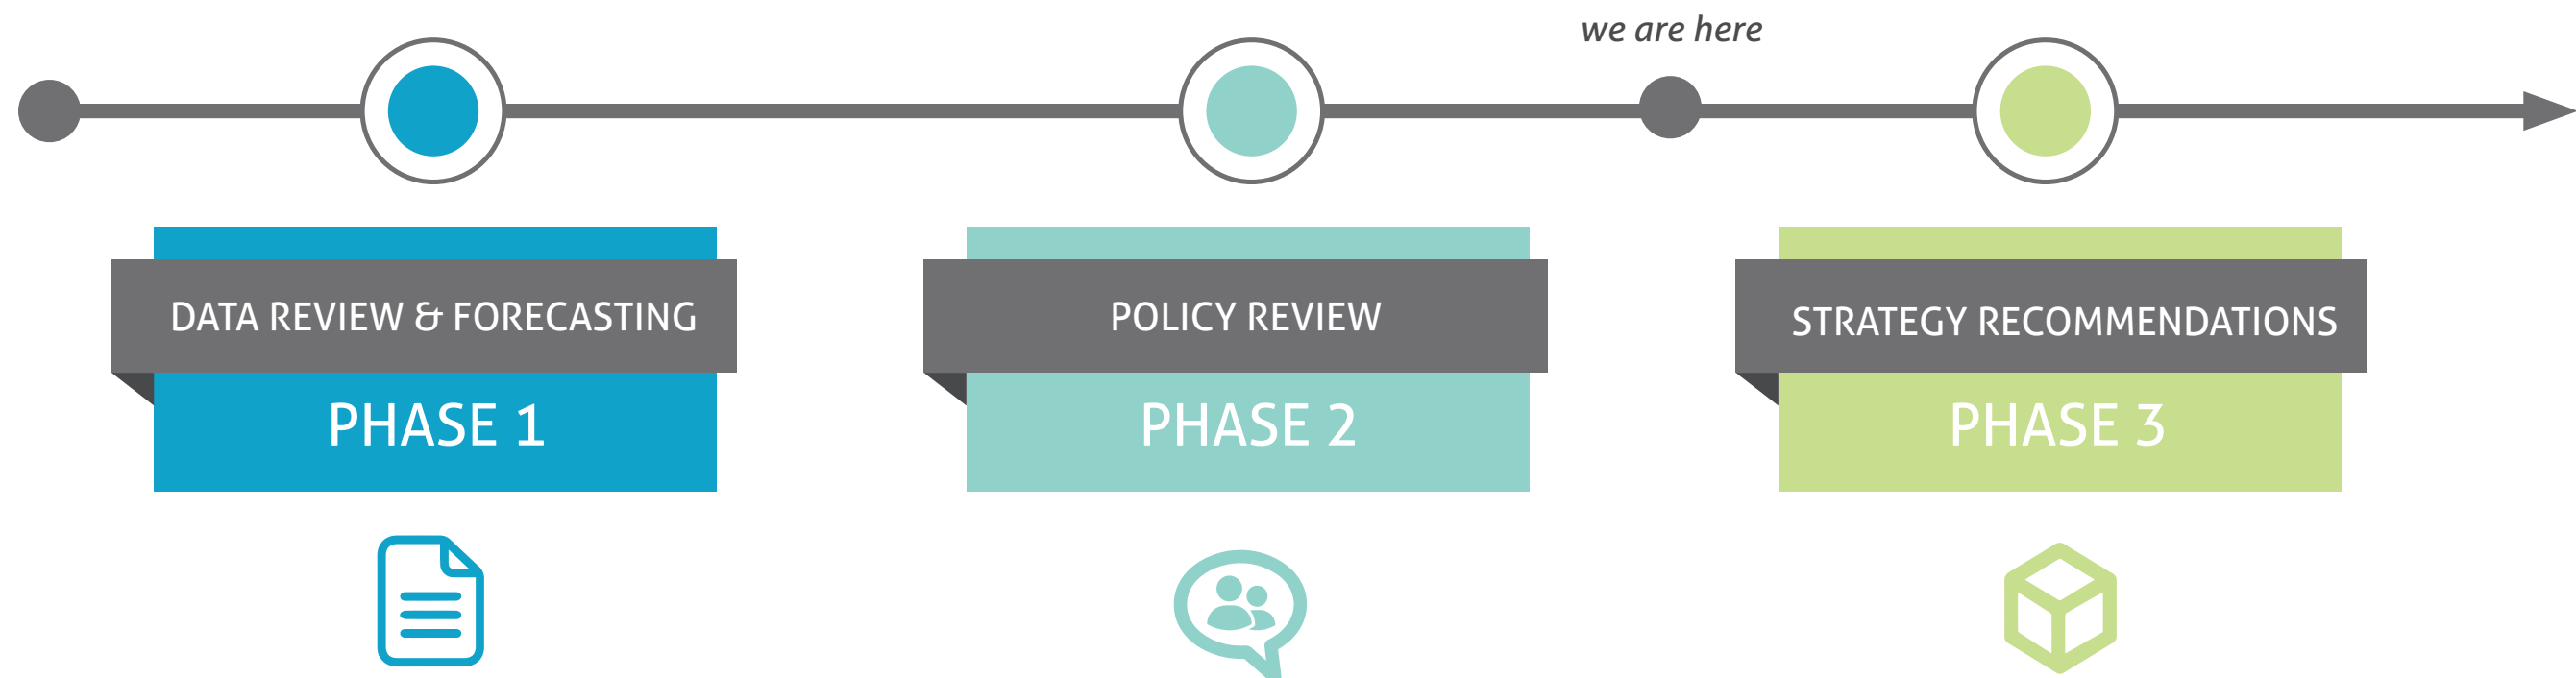 we are here
DATA REVIEW & FORECASTING
PHASE 1
POLICY REVIEW
PHASE 2
STRATEGY RECOMMENDATIONS
PHASE 3